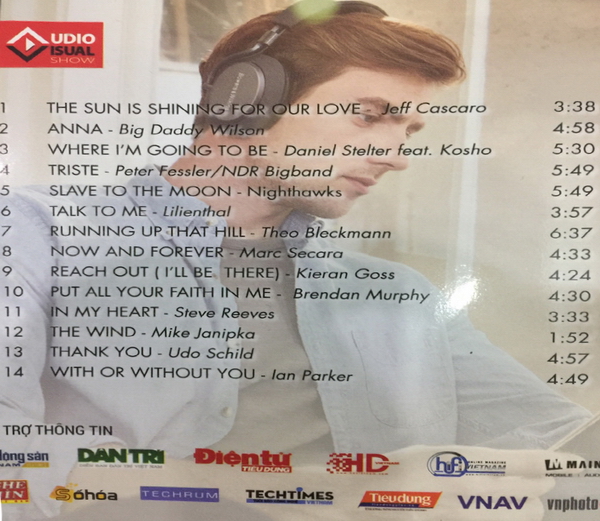 UDIO
ISUAL
SHOW
1 THE SUN IS SHINING FOR OUR LOVE - Jeff Cascaro 3:38
2 ANNA - Big Daddy Wilson 4:58
3 WHERE I'M GOING TO BE - Daniel Stelter feat. Kosho 5:30
4 TRISTE - Peter Fessler/NDR Bigband 5:49
5 SLAVE TO THE MOON - Nighthawks 5:49
6 TALK TO ME - Lilienthal 3:57
7 RUNNING UP THAT HILL - Theo Bleckmann 6:37
8 NOW AND FOREVER - Marc Secara 4:33
9 REACH OUT ( I'LL BE THERE) - Kieran Goss 4:24
10 PUT ALL YOUR FAITH IN ME - Brendan Murphy 4:30
11 IN MY HEART - Steve Reeves 3:33
12 THE WIND - Mike Janipka 1:52
13 THANK YOU - Udo Schild 4:57
14 WITH OR WITHOUT YOU - Ian Parker 4:49
TRỢ THÔNG TIN
động sản DÂN TRÍ Điện tử TIÊU DÙNG HD hifi VIETNAM MAIN
NAM
Sốhóa TECHRUM TECHTIMES Tiêudùng VNAV vnphoto